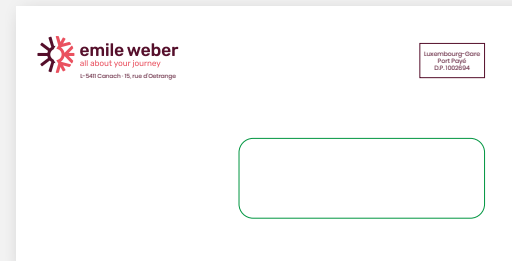 emile weber
all about your journey
L-5411 Canach · 15, rue d'Oetrange
Luxembourg-Gare
Port Payé
D.P. 1002694